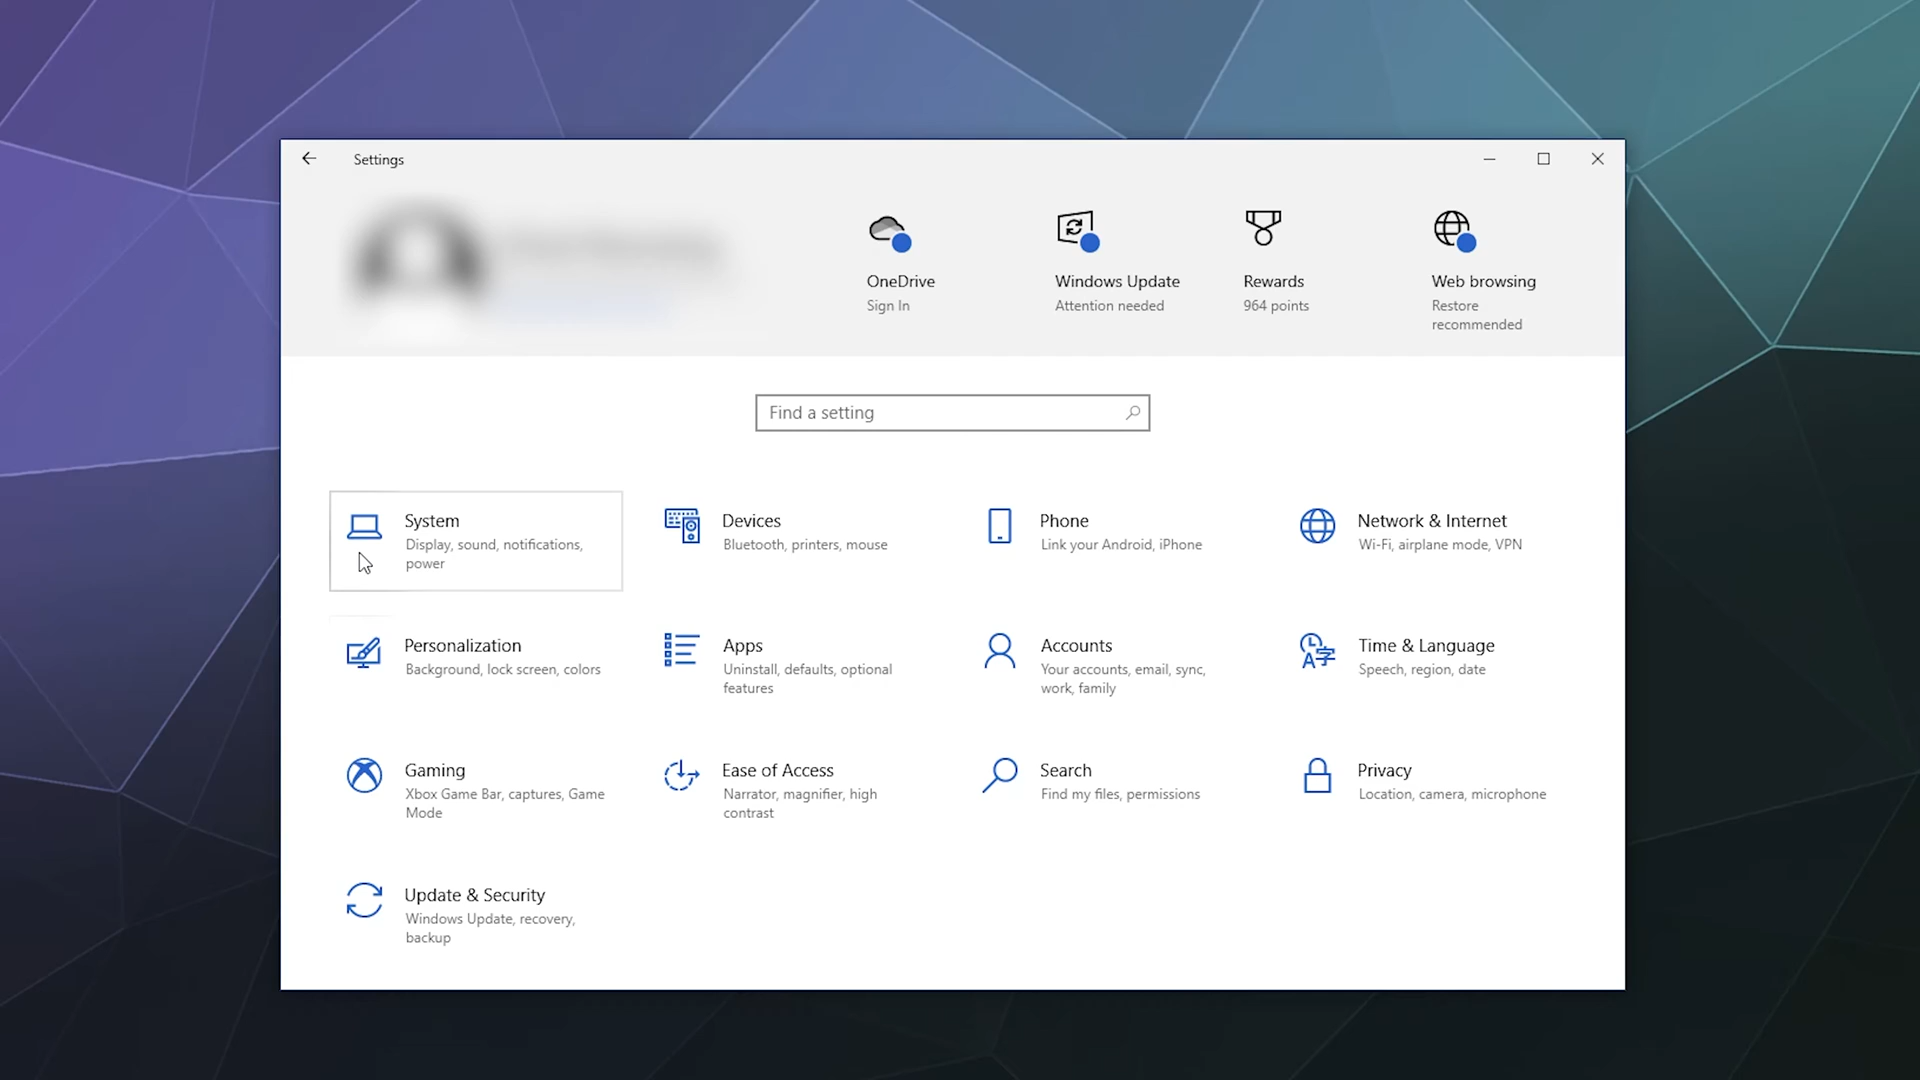 Settings
OneDrive
Sign In
Windows Update
Attention needed
Rewards
964 points
Web browsing
Restore
recommended
Find a setting
System
Display, sound, notifications,
power
Devices
Bluetooth, printers, mouse
Phone
Link your Android, iPhone
Network & Internet
Wi-Fi, airplane mode, VPN
Personalization
Background, lock screen, colors
Apps
Uninstall, defaults, optional
features
Accounts
Your accounts, email, sync,
work, family
Time & Language
Speech, region, date
Gaming
Xbox Game Bar, captures, Game
Mode
Ease of Access
Narrator, magnifier, high
contrast
Search
Find my files, permissions
Privacy
Location, camera, microphone
Update & Security
Windows Update, recovery,
backup